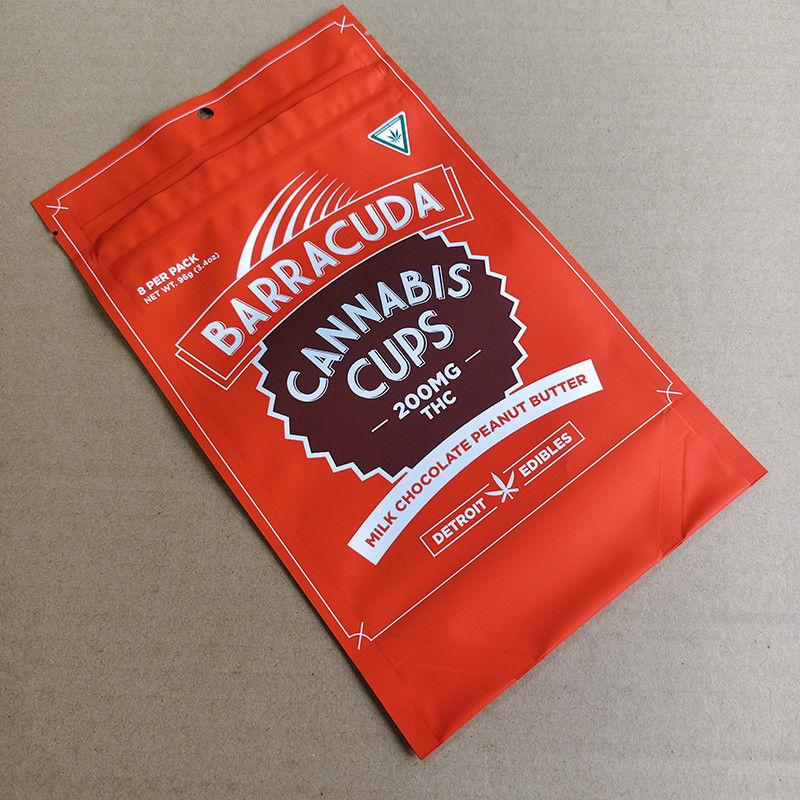 8 PER PACK
NET WT. 96g (3.4oz)
BARRACUDA
CANNABIS
CUPS
200MG
THC
MILK CHOCOLATE PEANUT BUTTER
DETROIT EDIBLES